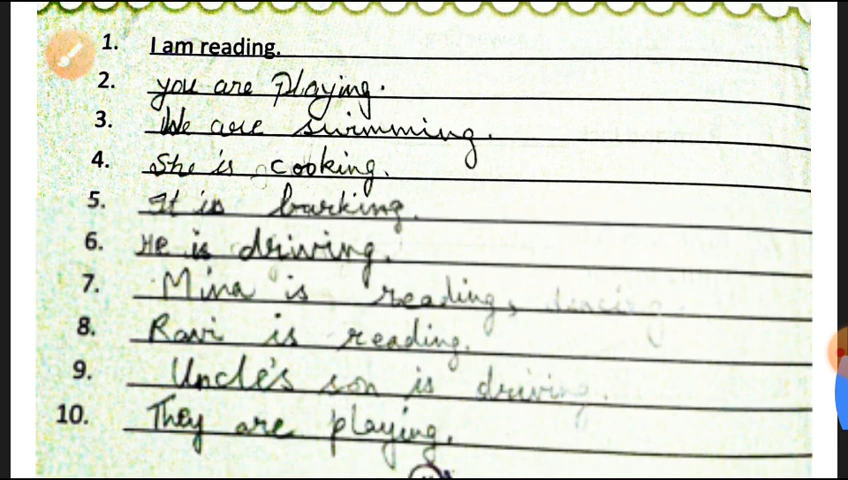 1. I am reading.
2. you are Playing.
3. We are swimming.
4. She is cooking.
5. It is barking.
6. He is driving.
7. Mina is reading,
8. Ravi is reading.
9. Uncle's son is driving.
10. They are playing.